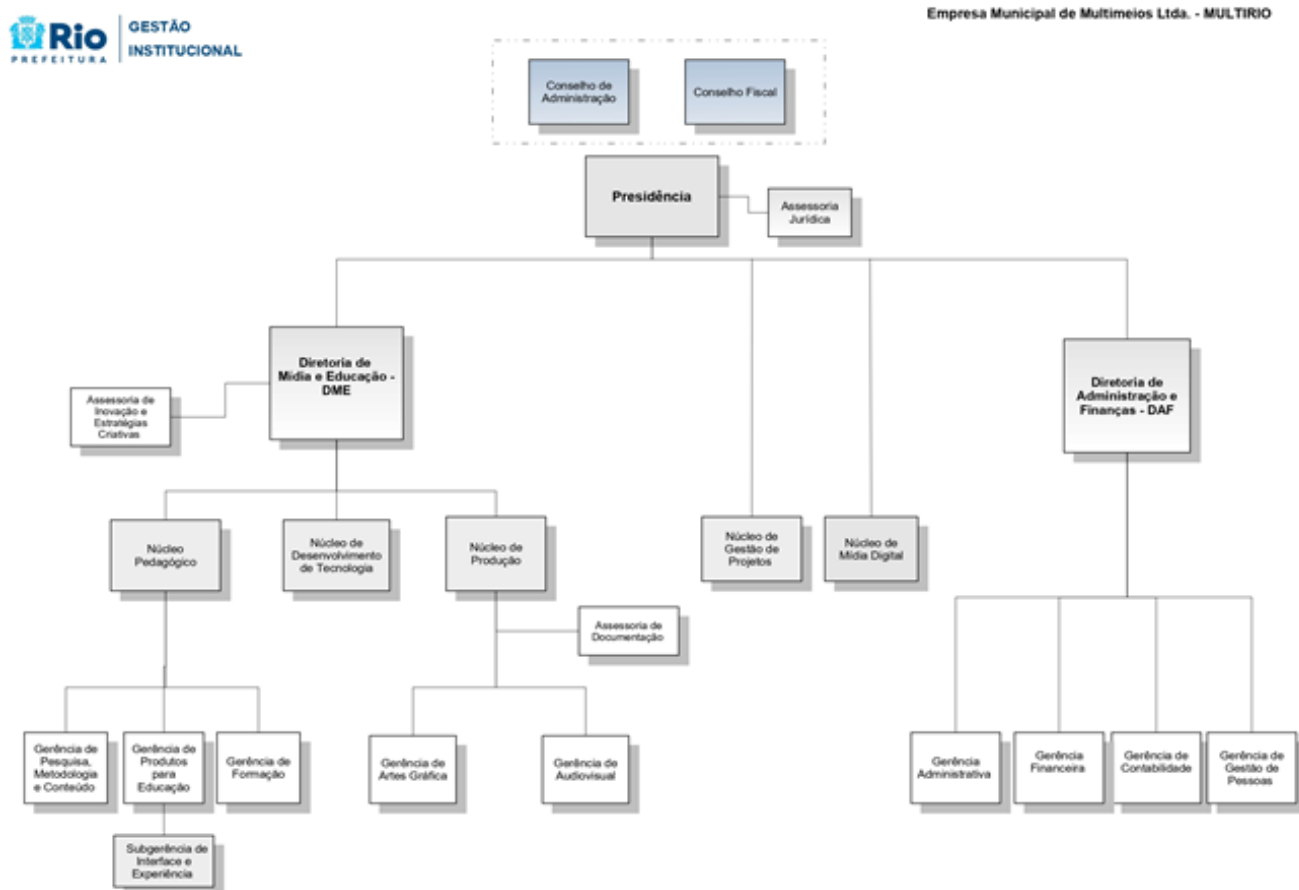 Rio
PREFEITURA
GESTÃO
INSTITUCIONAL
Empresa Municipal de Multimeios Ltda. - MULTIRIO
Conselho de
Administração
Conselho Fiscal
Presidência
Assessoria
Jurídica
Diretoria de
Mídia e Educação -
DME
Assessoria de
Inovação e
Estratégias
Criativas
Diretoria de
Administração e
Finanças - DAF
Núcleo
Pedagógico
Núcleo de
Desenvolvimento
de Tecnologia
Núcleo de
Produção
Núcleo de
Gestão de
Projetos
Núcleo de
Mídia Digital
Assessoria de
Documentação
Gerência de
Pesquisa,
Metodologia
e Conteúdo
Gerência de
Produtos
para
Educação
Gerência de
Formação
Gerência de
Artes Gráfica
Gerência de
Audiovisual
Gerência
Administrativa
Gerência
Financeira
Gerência de
Contabilidade
Gerência de
Gestão de
Pessoas
Subgerência de
Interface e
Experiência